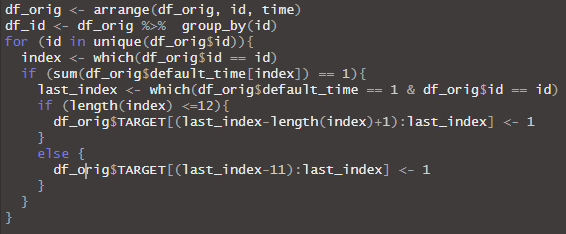 df_orig <- arrange(df_orig, id, time)
df_id <- df_orig %>%  group_by(id)
for (id in unique(df_orig$id)){
  index <- which(df_orig$id == id)
  if (sum(df_orig$default_time[index]) == 1){
    last_index <- which(df_orig$default_time == 1 & df_orig$id == id)
    if (length(index) <=12){
      df_orig$TARGET[(last_index-length(index)+1):last_index] <- 1
    }
    else {
      df_orig$TARGET[(last_index-11):last_index] <- 1
    }
  }
}